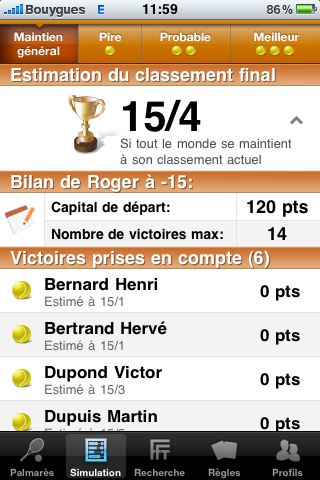 Bouygues E 11:59 86%
Maintien général
Pire
Probable
Meilleur
Estimation du classement final
15/4
Si tout le monde se maintient
à son classement actuel
Bilan de Roger à -15:
Capital de départ: 120 pts
Nombre de victoires max: 14
Victoires prises en compte (6)
Bernard Henri
Estimé à 15/1
0 pts
Bertrand Hervé
Estimé à 15/1
0 pts
Dupond Victor
Estimé à 15/3
0 pts
Dupuis Martin
Estimé à 15/5
0 pts
Palmarès Simulation Recherche Règles Profils